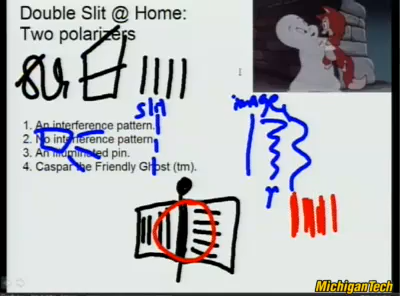 Double Slit @ Home:
Two polarizers
slit
image
1. An interference pattern.
2. No interference pattern.
3. An illuminated pin.
4. Caspar the Friendly Ghost (tm).
MichiganTech